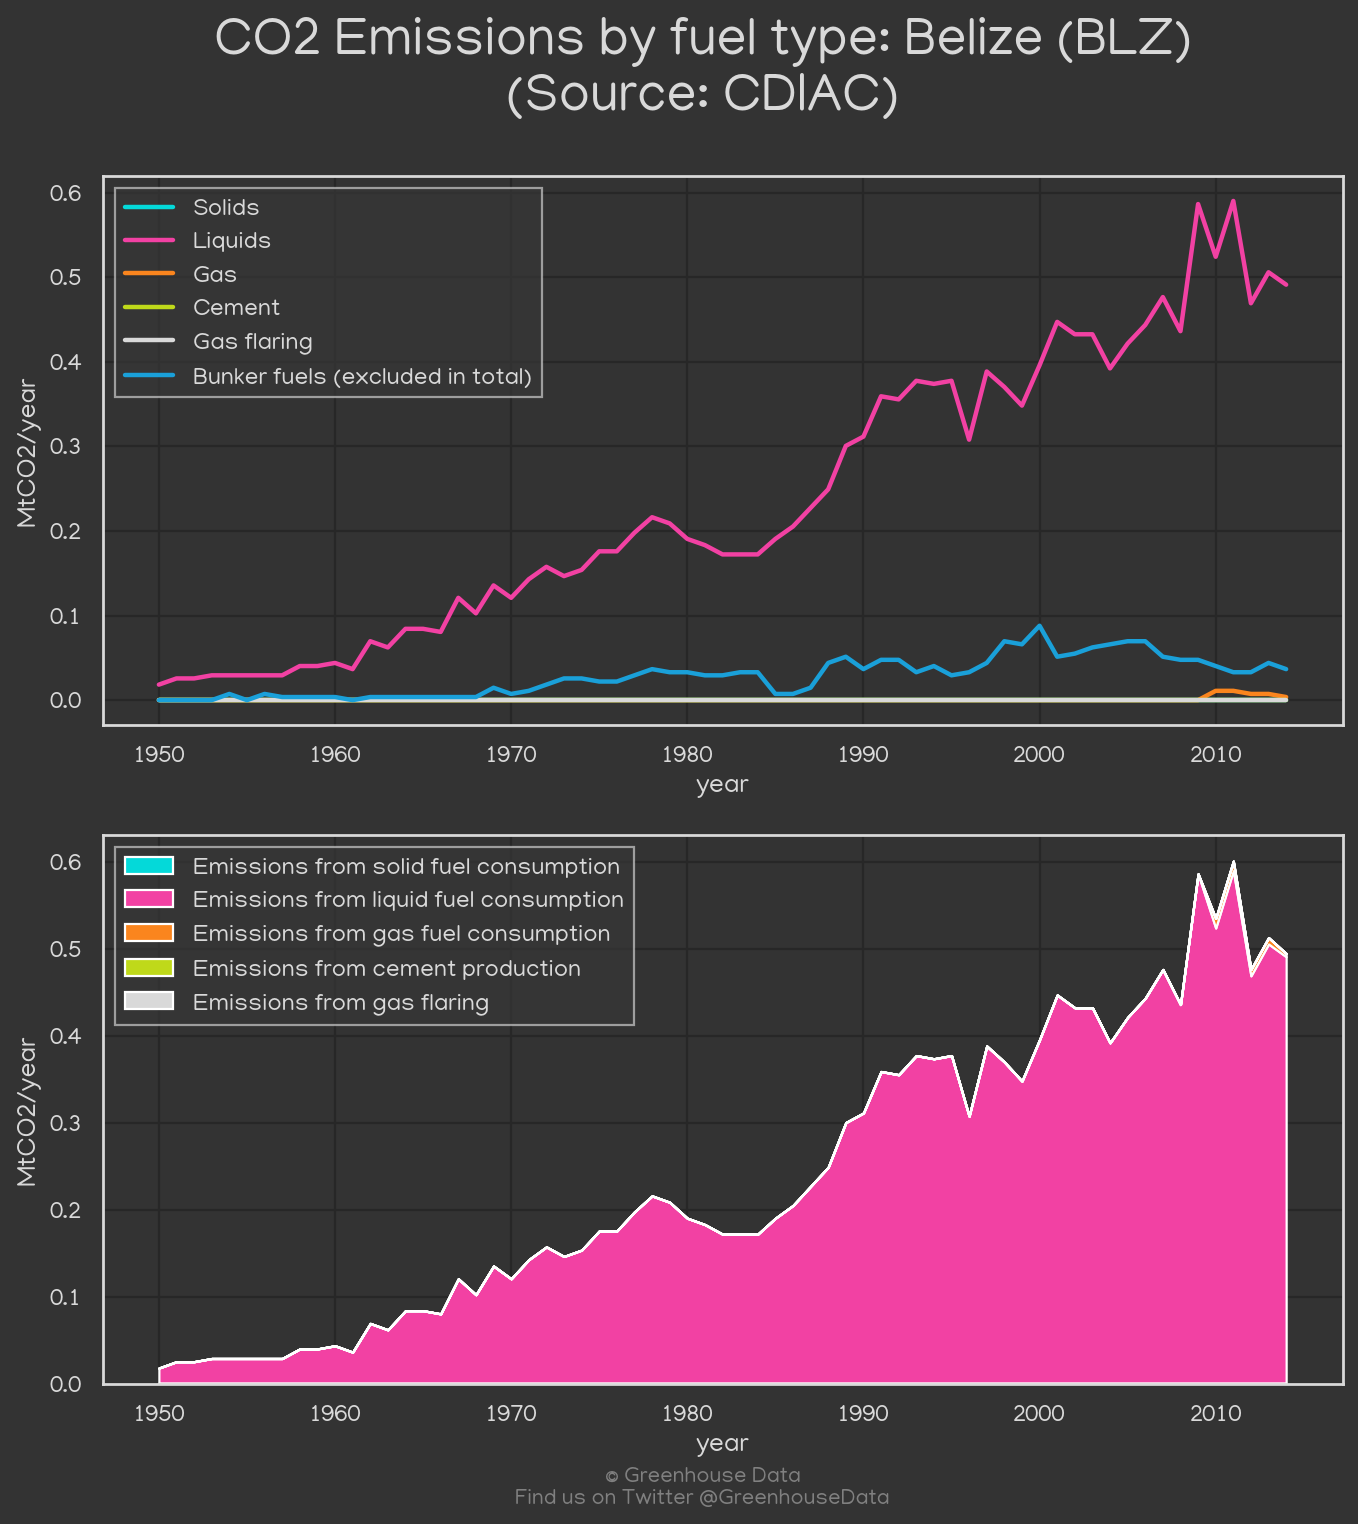 CO2 Emissions by fuel type: Belize (BLZ)
(Source: CDIAC)
0.6
0.5
0.4
0.3
0.2
0.1
0.0
MtCO2/year
Solids
Liquids
Gas
Cement
Gas flaring
Bunker fuels (excluded in total)
1950 1960 1970 1980 1990 2000 2010
year
0.6
0.5
0.4
0.3
0.2
0.1
0.0
MtCO2/year
Emissions from solid fuel consumption
Emissions from liquid fuel consumption
Emissions from gas fuel consumption
Emissions from cement production
Emissions from gas flaring
1950 1960 1970 1980 1990 2000 2010
year
© Greenhouse Data
Find us on Twitter @GreenhouseData